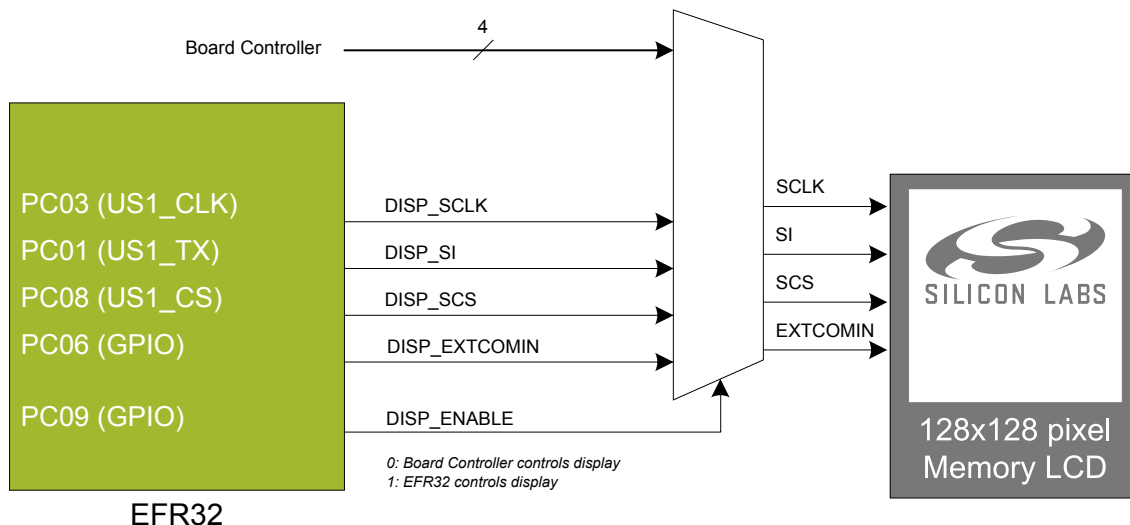 4
Board Controller
PC03 (US1_CLK)
PC01 (US1_TX)
PC08 (US1_CS)
PC06 (GPIO)
PC09 (GPIO)
EFR32
DISP_SCLK
DISP_SI
DISP_SCS
DISP_EXTCOMIN
DISP_ENABLE
0: Board Controller controls display
1: EFR32 controls display
SCLK
SI
SCS
EXTCOMIN
SILICON LABS
128x128 pixel
Memory LCD